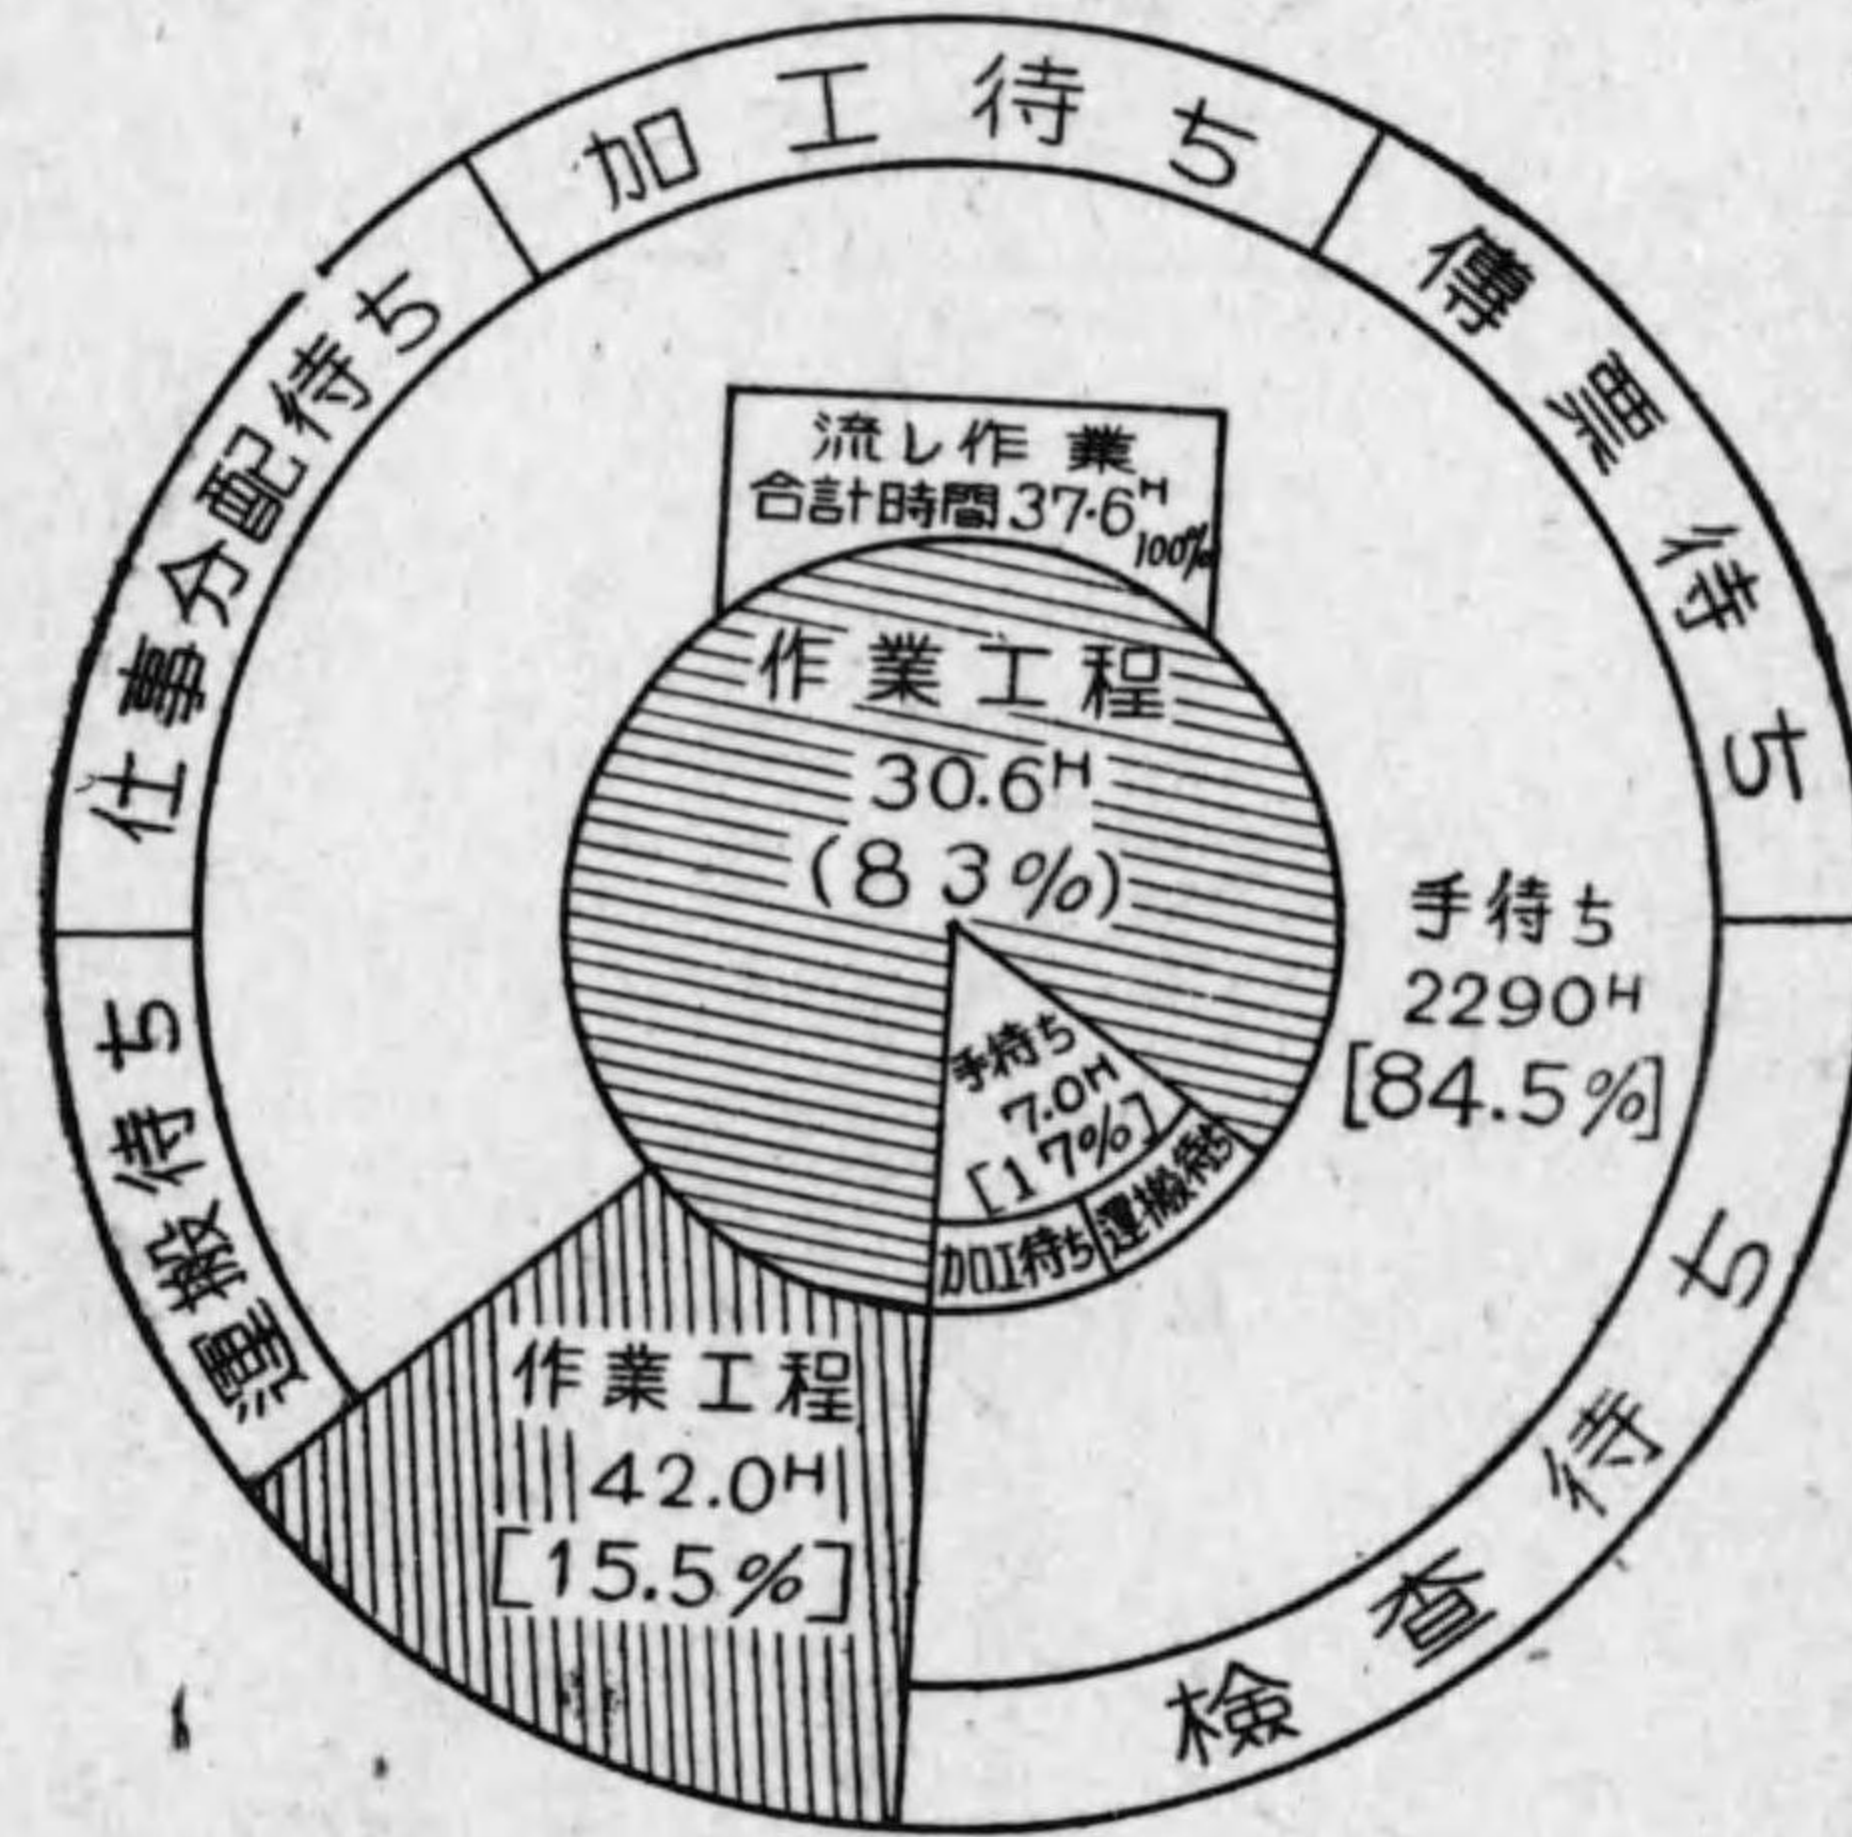 加工待ち
傳票待ち
検査待ち
運搬待ち
仕事分配待ち
流レ作業
合計時間37.6H
100%
作業工程
30.6H
(83%)
手待ち
7.0H
[17%]
加工待ち
運搬待ち
手待ち
2290H
[84.5%]
作業工程
42.0H
[15.5%]